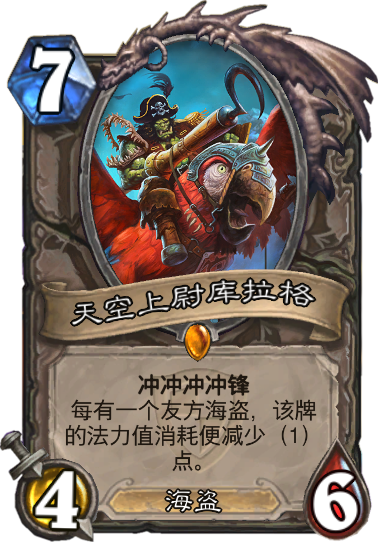 7
天空上尉库拉格
冲冲冲冲锋
每有一个友方海盗，该牌
的法力值消耗便减少（1）
点。
4
海盗
6